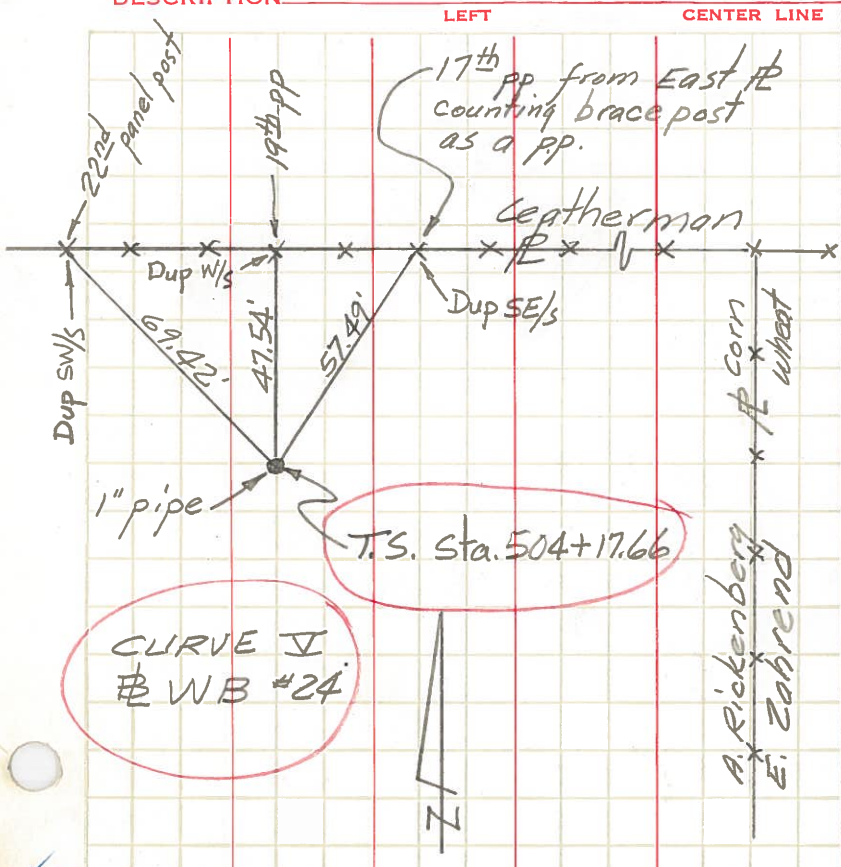 LEFT
CENTER LINE
22nd panel post
19th pp
17th
pp. from East ⅊
counting brace post
as a p.p.
Leatherman
⅊
Dup W/s
Dup SE/s
Dup SW/s
69.42'
47.54'
57.49'
⅊ Corn
wheat
1" pipe
T.S. Sta. 504+17.66
CURVE V
WB #24
A. Rickenberg
E. Zahrend
N